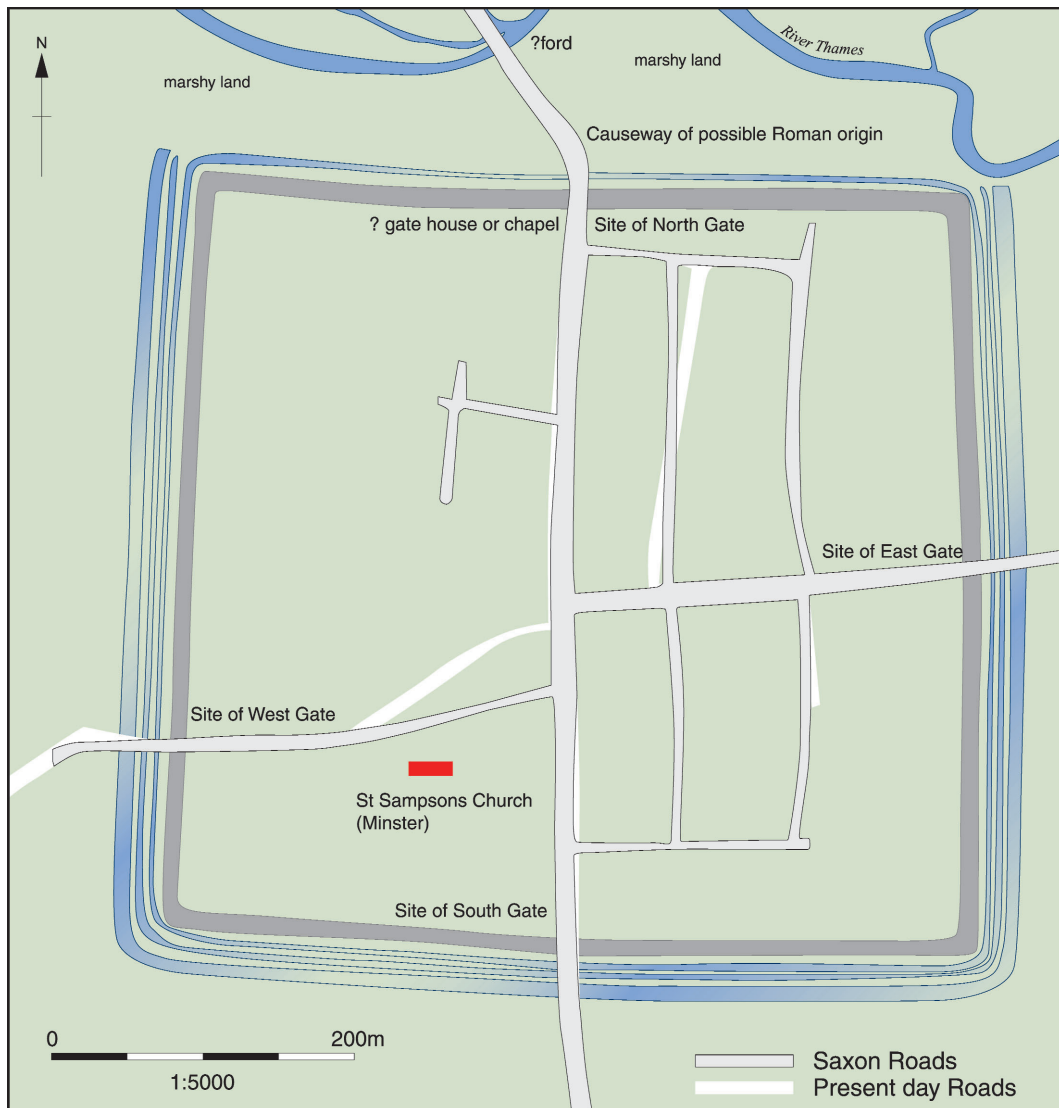 N
?ford
River Thames
marshy land
marshy land
Causeway of possible Roman origin
? gate house or chapel
Site of North Gate
Site of East Gate
Site of West Gate
St Sampsons Church
(Minster)
Site of South Gate
0
200m
1:5000
Saxon Roads
Present day Roads